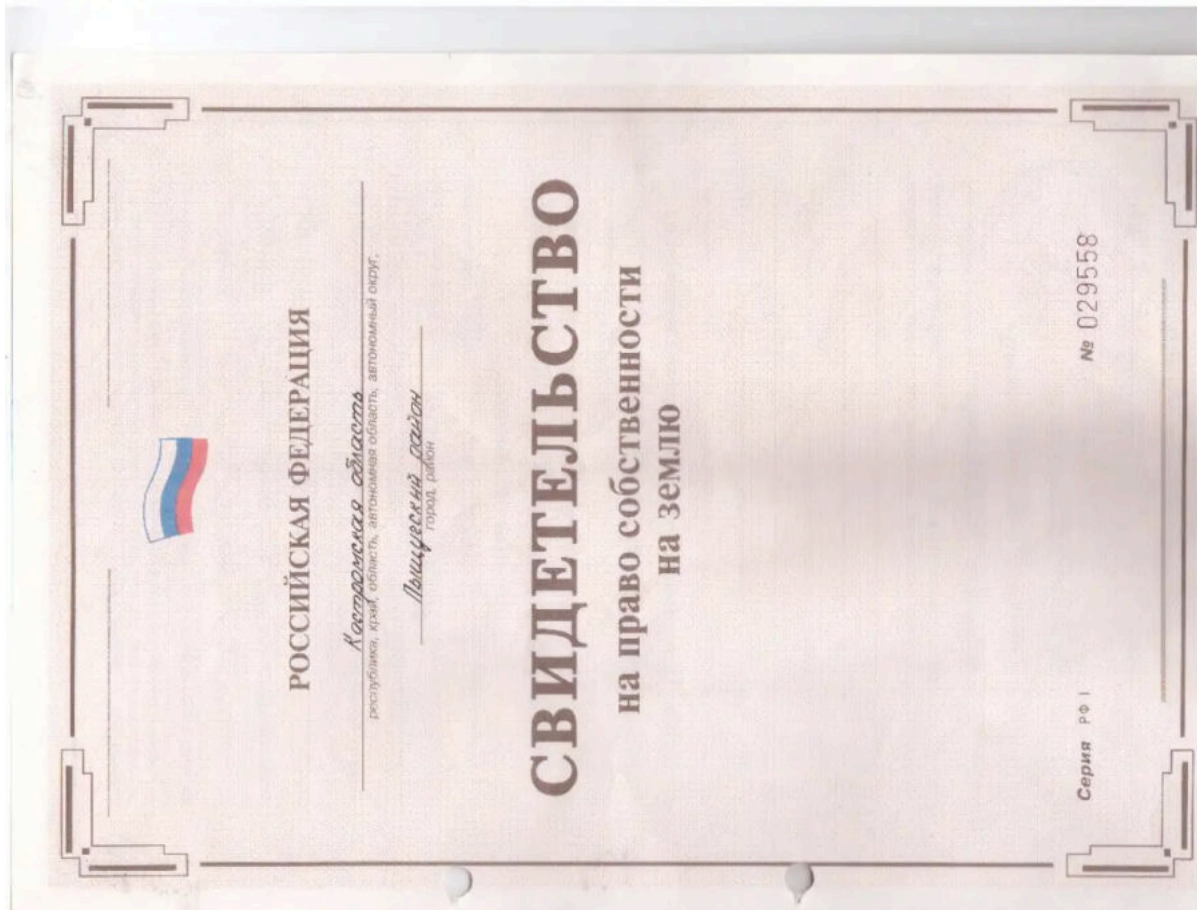 РОССИЙСКАЯ ФЕДЕРАЦИЯ
Костромская область
республика, край, область, автономная область, автономный округ,
Пыщугский район
город, район
СВИДЕТЕЛЬСТВО
на право собственности
на землю
Серия РФ I № 029558